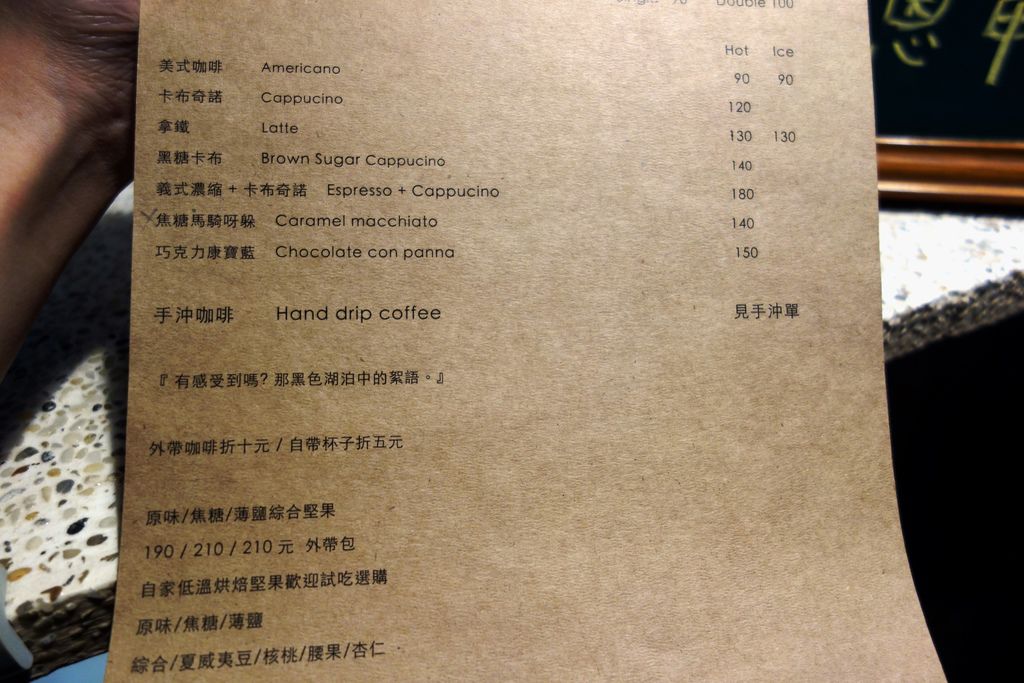 Single 90 Double 100
Hot Ice
美式咖啡 Americano 90 90
卡布奇諾 Cappucino 120
拿鐵 Latte 130 130
黑糖卡布 Brown Sugar Cappucino 140
義式濃縮 + 卡布奇諾 Espresso + Cappucino 180
焦糖馬騎呀躲 Caramel macchiato 140
巧克力康寶藍 Chocolate con panna 150
手沖咖啡 Hand drip coffee 見手沖單
『 有感受到嗎? 那黑色湖泊中的絮語。』
外帶咖啡折十元 / 自帶杯子折五元
原味/焦糖/薄鹽綜合堅果
190 / 210 / 210 元 外帶包
自家低溫烘焙堅果歡迎試吃選購
原味/焦糖/薄鹽
綜合/夏威夷豆/核桃/腰果/杏仁